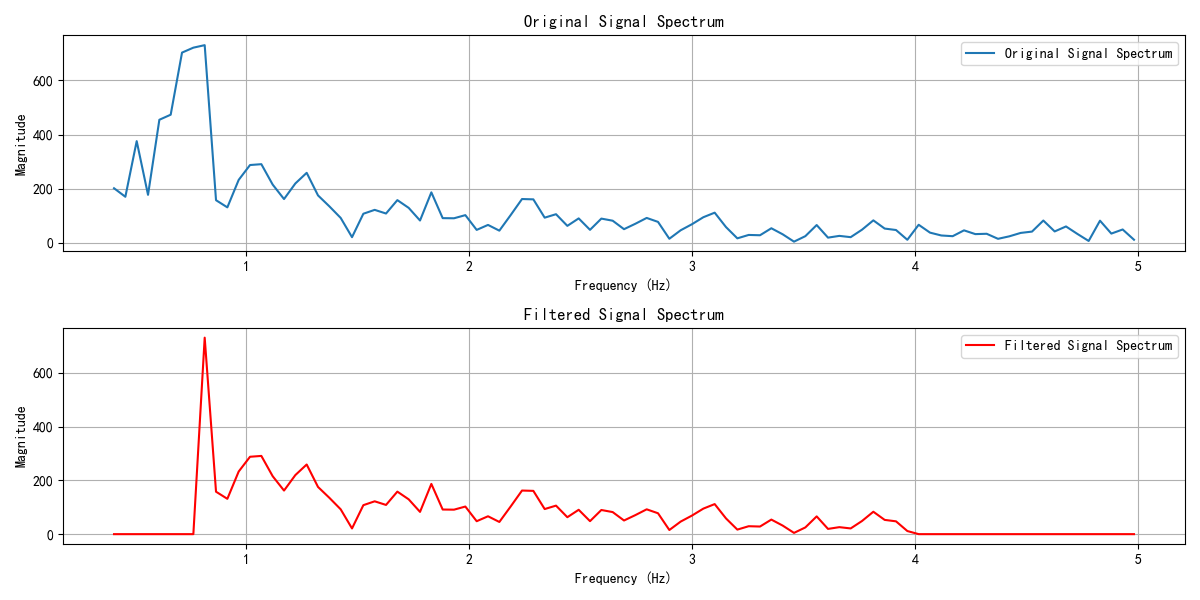 Original Signal Spectrum
Original Signal Spectrum
Magnitude
600
400
200
0
1 2 3 4 5
Frequency (Hz)
Filtered Signal Spectrum
Filtered Signal Spectrum
Magnitude
600
400
200
0
1 2 3 4 5
Frequency (Hz)